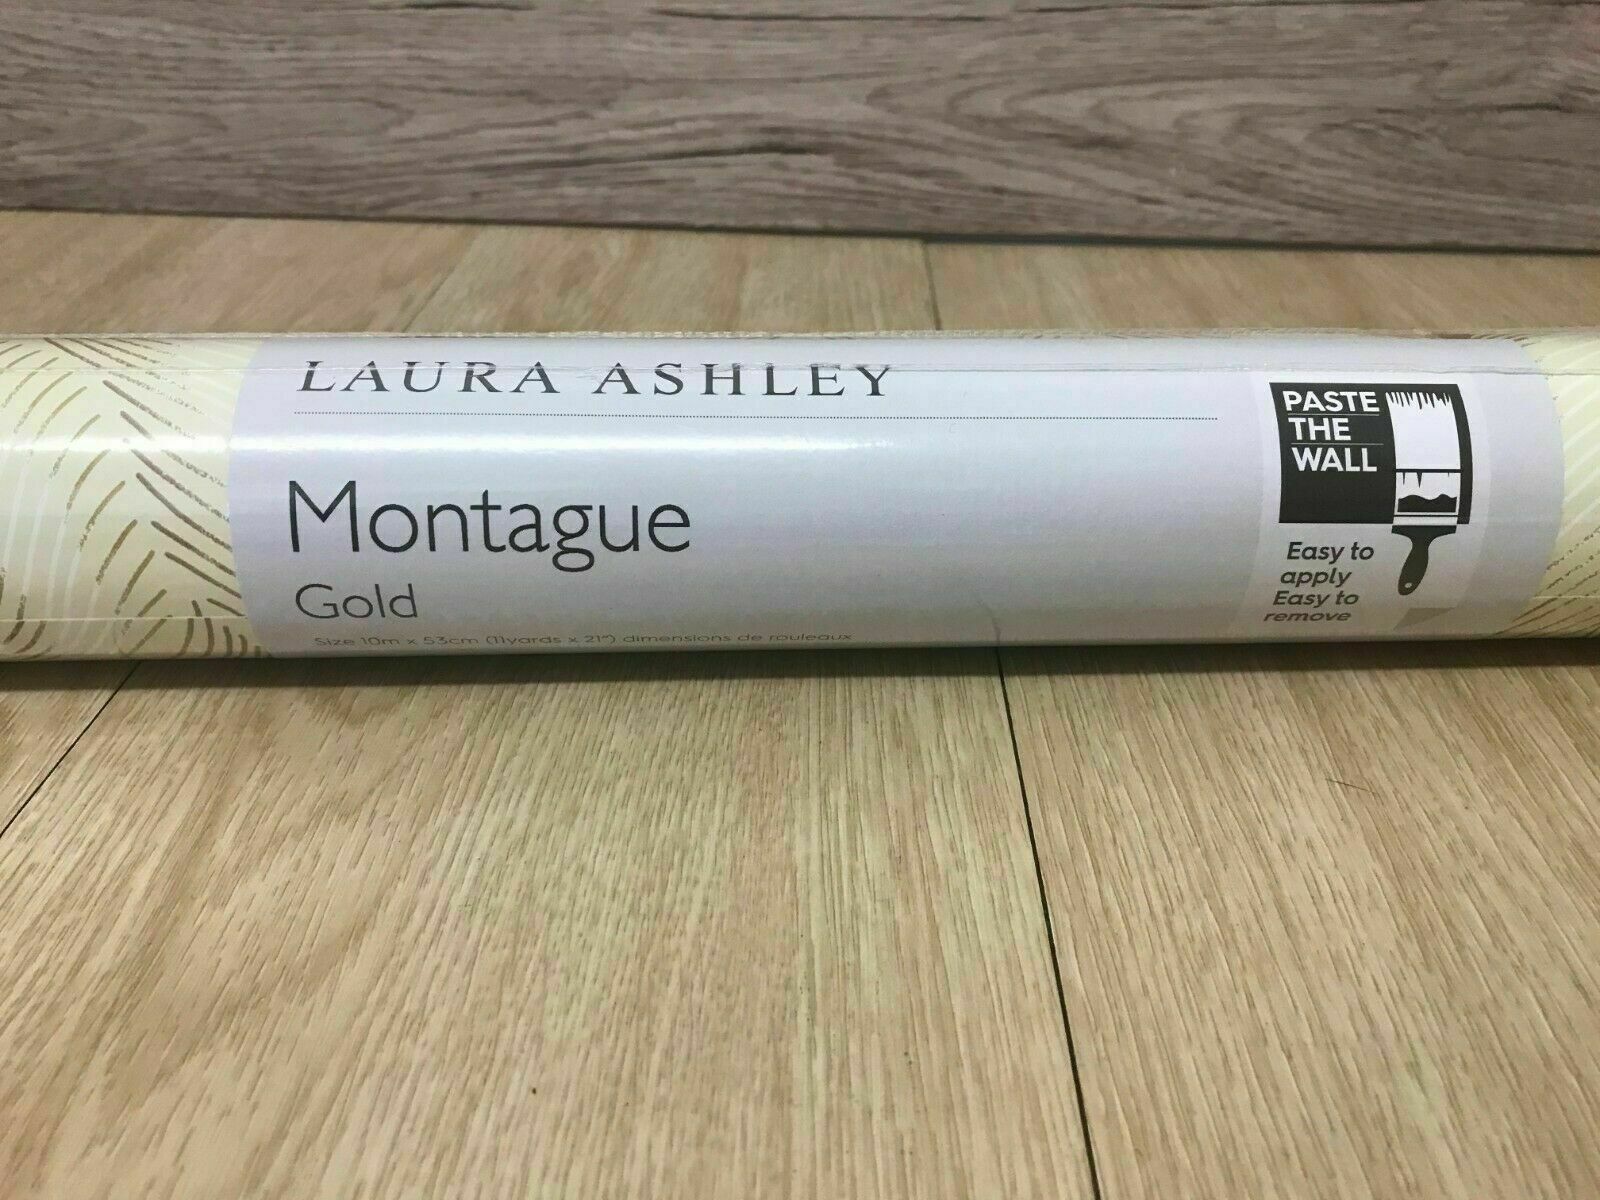 LAURA ASHLEY
Montague
Gold
Size 10m x 53cm (11yards x 21") dimensions de rouleaux
PASTE
THE
WALL
Easy to
apply
Easy to
remove